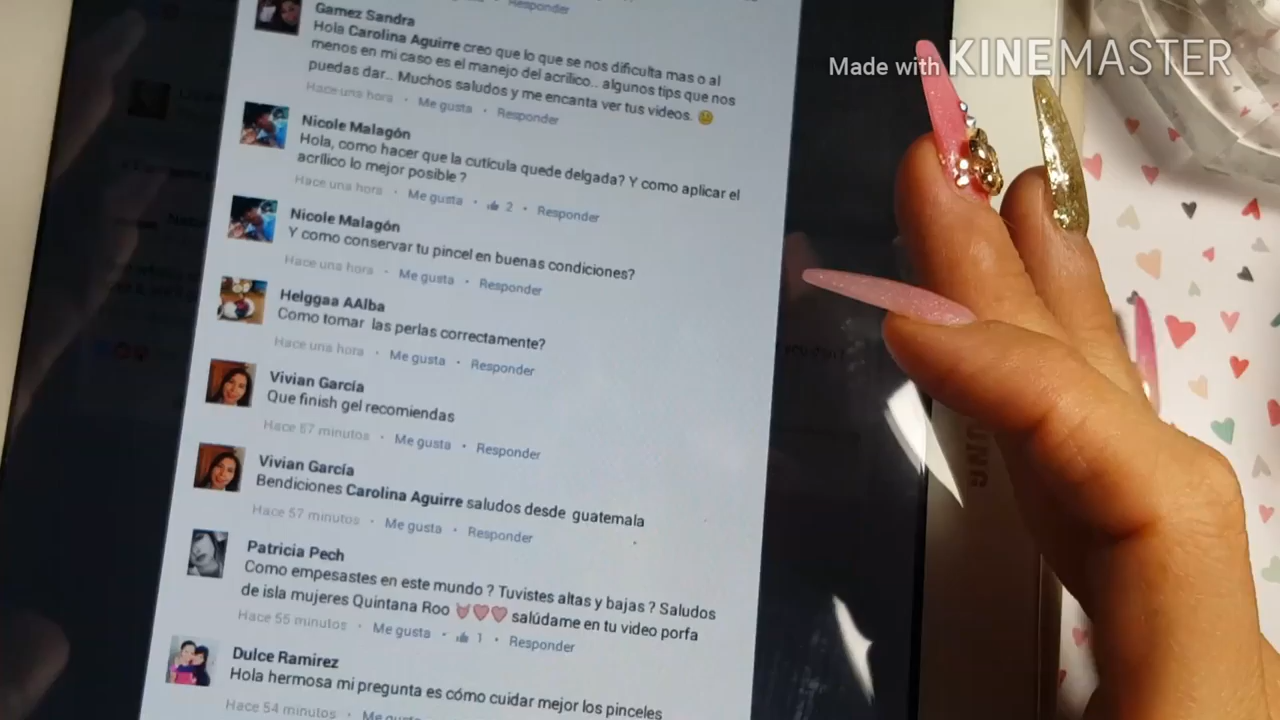 Responder
Made with KINEMASTER
Gamez Sandra
Hola Carolina Aguirre creo que lo que se nos dificulta mas o al
menos en mi caso es el manejo del acrílico.. algunos tips que nos
puedas dar.. Muchos saludos y me encanta ver tus videos. 😊
Hace una hora · Me gusta · Responder
Nicole Malagón
Hola, como hacer que la cutícula quede delgada? Y como aplicar el
acrílico lo mejor posible ?
Hace una hora · Me gusta · 👍 2 · Responder
Nicole Malagón
Y como conservar tu pincel en buenas condiciones?
Hace una hora · Me gusta · Responder
Helggaa AAlba
Como tomar las perlas correctamente?
Hace una hora · Me gusta · Responder
Vivian García
Que finish gel recomiendas
Hace 57 minutos · Me gusta · Responder
Vivian García
Bendiciones Carolina Aguirre saludos desde guatemala
Hace 57 minutos · Me gusta · Responder
Patricia Pech
Como empesastes en este mundo ? Tuvistes altas y bajas ? Saludos
de isla mujeres Quintana Roo salúdame en tu video porfa
Hace 55 minutos · Me gusta · 👍 1 · Responder
Dulce Ramirez
Hola hermosa mi pregunta es cómo cuidar mejor los pinceles
Hace 54 minutos · Me